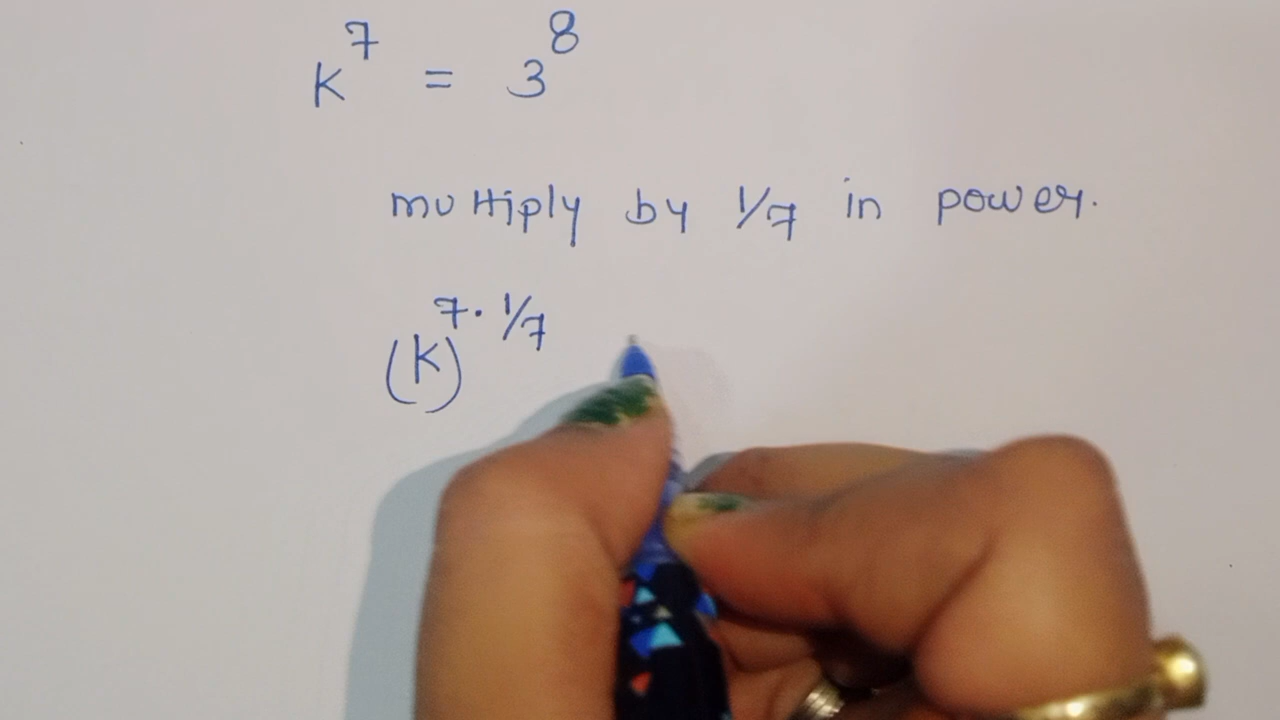 K^7 = 3^8
multiply by 1/7 in power.
(K)^7·1/7